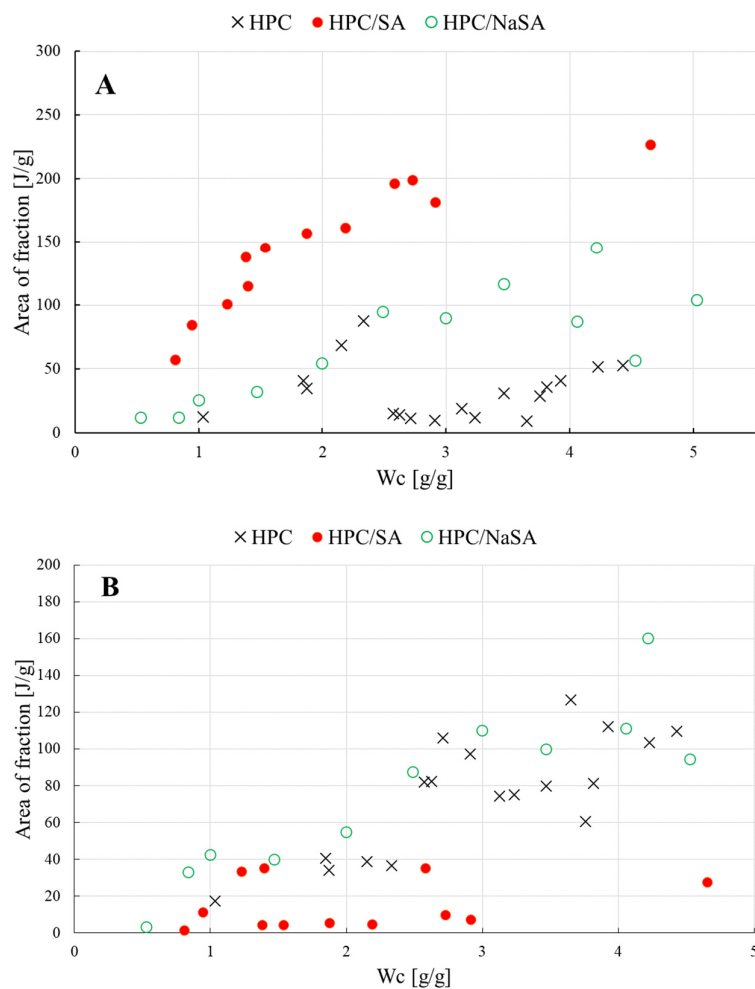 HPC HPC/SA HPC/NaSA
A
Area of fraction [J/g]
300
250
200
150
100
50
0
0 1 2 3 4 5
Wc [g/g]
HPC HPC/SA HPC/NaSA
B
Area of fraction [J/g]
200
180
160
140
120
100
80
60
40
20
0
0 1 2 3 4 5
Wc [g/g]